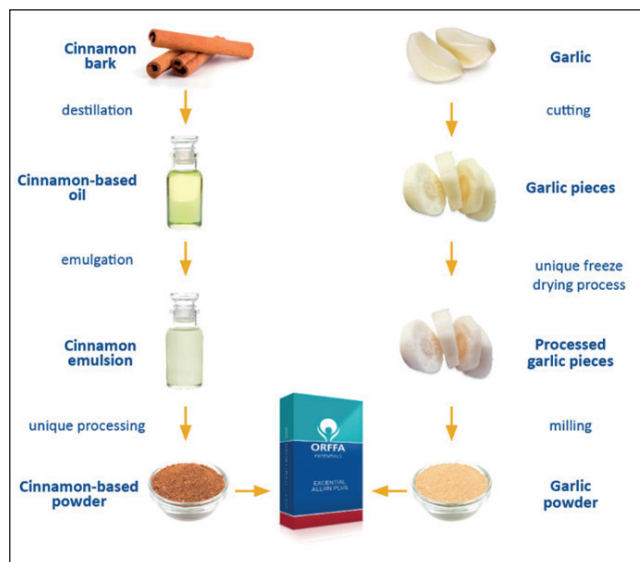 Cinnamon
bark
Garlic
destillation
cutting
Cinnamon-based
oil
Garlic pieces
emulgation
unique freeze
drying process
Cinnamon
emulsion
Processed
garlic pieces
unique processing
milling
ORFFA
EXCENTIAL
ALLIIN PLUS
Cinnamon-based
powder
Garlic
powder